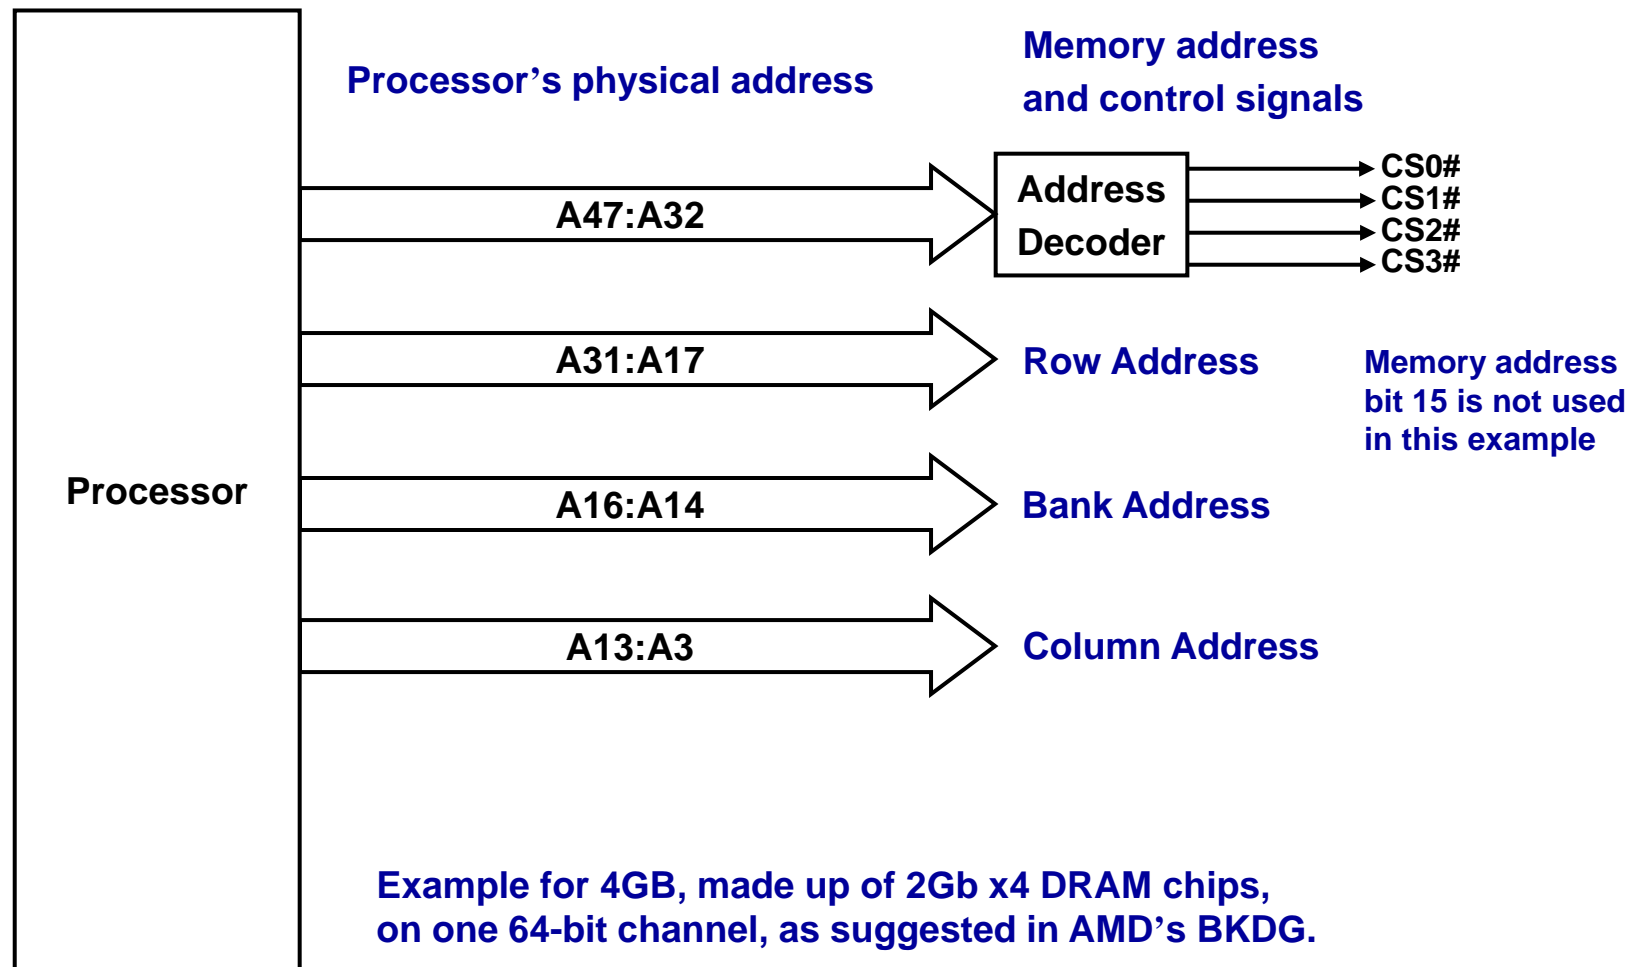 Processor’s physical address
Memory address
and control signals
A47:A32
Address
Decoder
CS0#
CS1#
CS2#
CS3#
A31:A17
Row Address
Memory address
bit 15 is not used
in this example
Processor
A16:A14
Bank Address
A13:A3
Column Address
Example for 4GB, made up of 2Gb x4 DRAM chips,
on one 64-bit channel, as suggested in AMD’s BKDG.